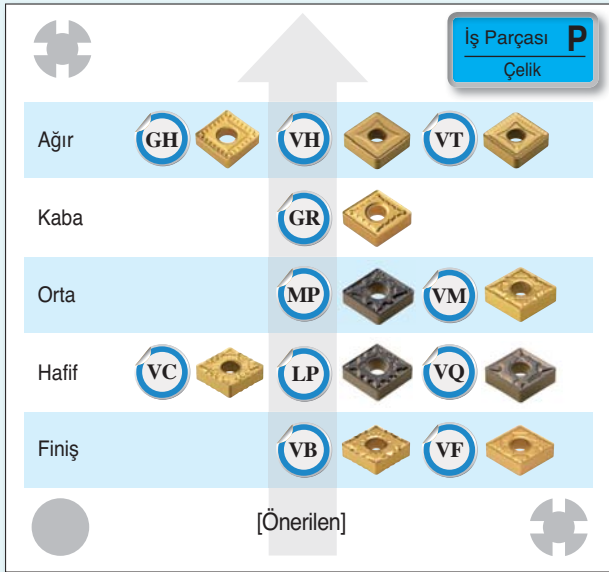 İş Parçası P
Çelik
Ağır GH VH VT
Kaba GR
Orta MP VM
Hafif VC LP VQ
Finiş VB VF
[Önerilen]